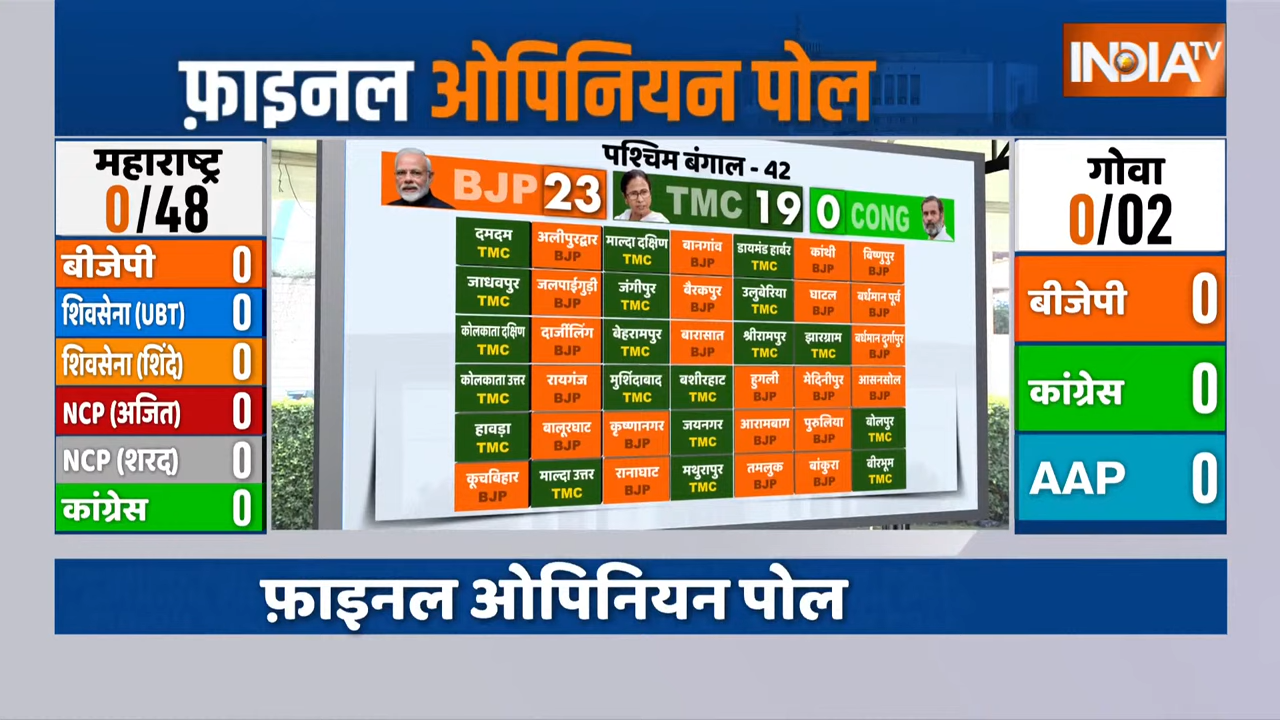 फ़ाइनल ओपिनियन पोल
INDIA TV
महाराष्ट्र
0/48
बीजेपी 0
शिवसेना (UBT) 0
शिवसेना (शिंदे) 0
NCP (अजित) 0
NCP (शरद) 0
कांग्रेस 0
पश्चिम बंगाल - 42
BJP 23 TMC 19 0 CONG
दमदम अलीपुरद्वार माल्दा दक्षिण बानगांव डायमंड हार्बर कांथी बिष्णुपुर
TMC BJP TMC BJP TMC BJP BJP
जाधवपुर जलपाईगुड़ी जंगीपुर बैरकपुर उलुवेरिया घाटल बर्धमान पूर्व
TMC BJP TMC BJP TMC BJP BJP
कोलकाता दक्षिण दार्जीलिंग बेहरामपुर बारासात श्रीरामपुर झारग्राम बर्धमान दुर्गापुर
TMC BJP TMC BJP TMC TMC BJP
कोलकाता उत्तर रायगंज मुर्शिदाबाद बशीरहाट हुगली मेदिनीपुर आसनसोल
TMC BJP TMC TMC BJP BJP BJP
हावड़ा बालूरघाट कृष्णानगर जयनगर आरामबाग पुरुलिया बोलपुर
TMC BJP BJP TMC BJP BJP TMC
कूचबिहार माल्दा उत्तर रानाघाट मथुरापुर तमलुक बांकुरा बीरभूम
BJP TMC BJP TMC BJP BJP TMC
गोवा
0/02
बीजेपी 0
कांग्रेस 0
AAP 0
फ़ाइनल ओपिनियन पोल